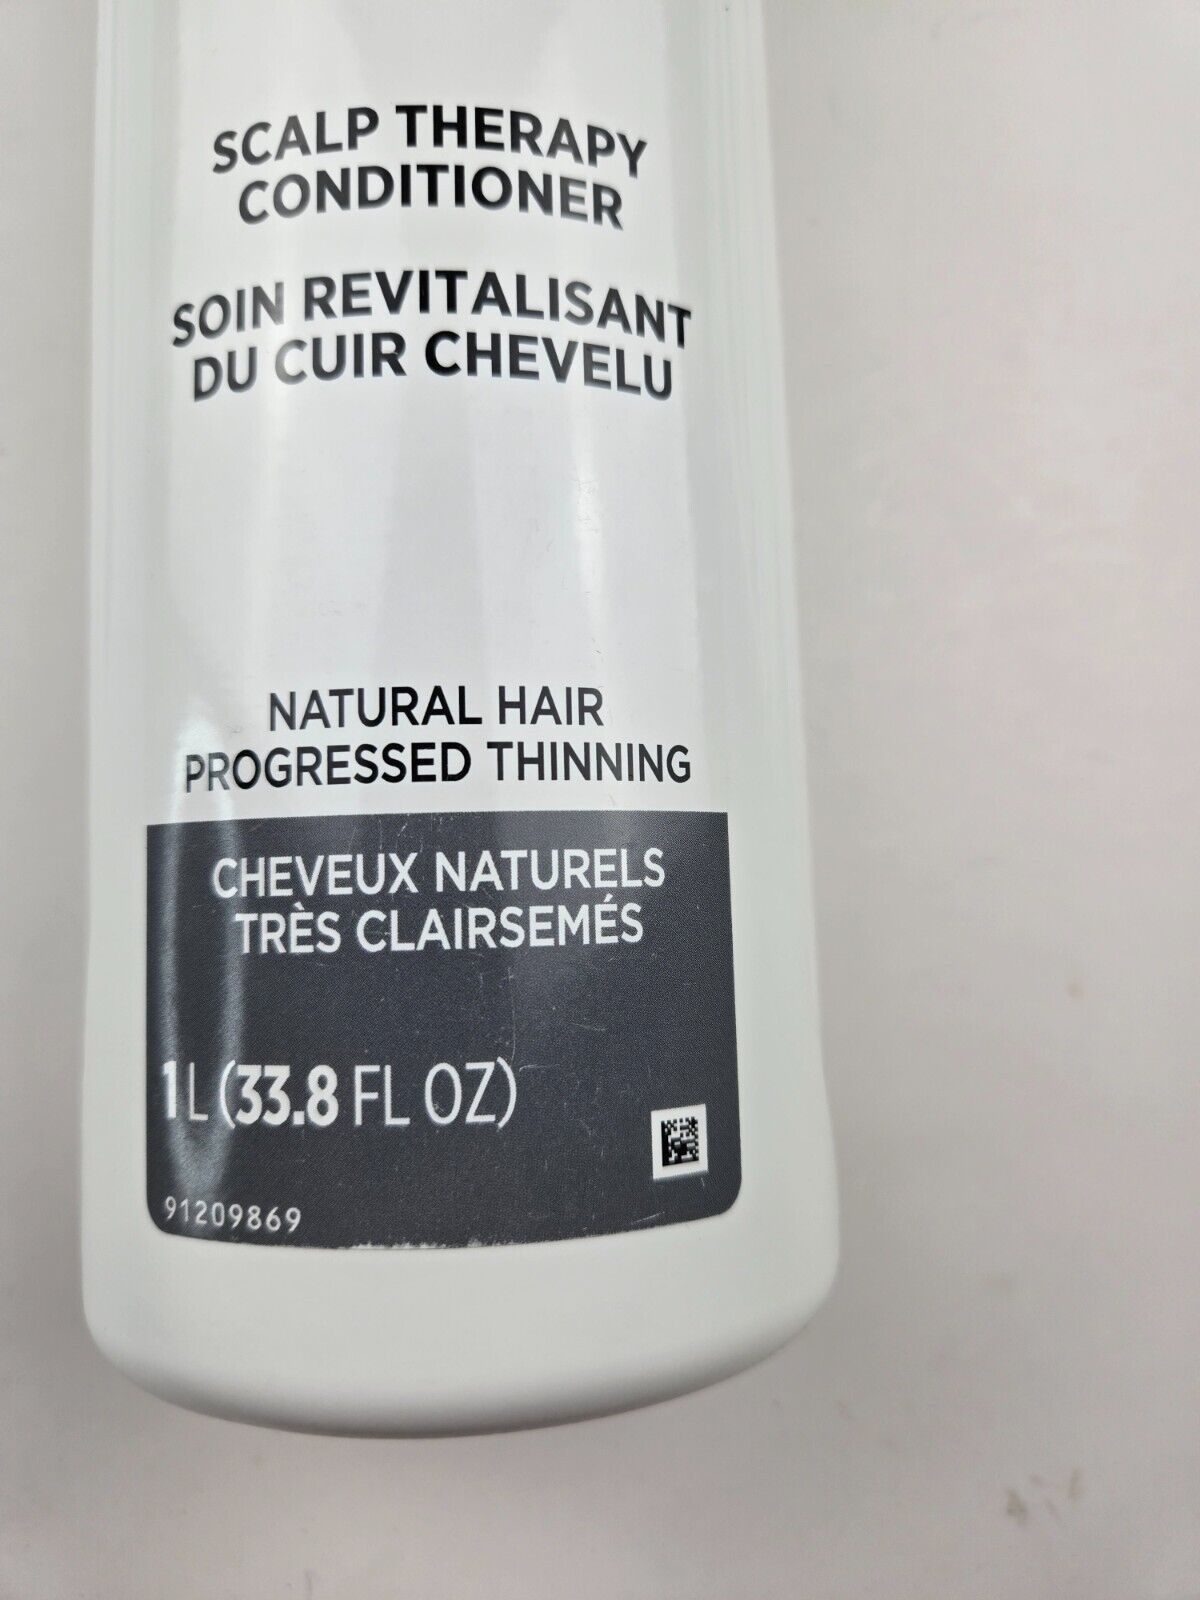 SCALP THERAPY
CONDITIONER
SOIN REVITALISANT
DU CUIR CHEVELU
NATURAL HAIR
PROGRESSED THINNING
CHEVEUX NATURELS
TRÈS CLAIRSEMÉS
1 L (33.8 FL OZ)
91209869